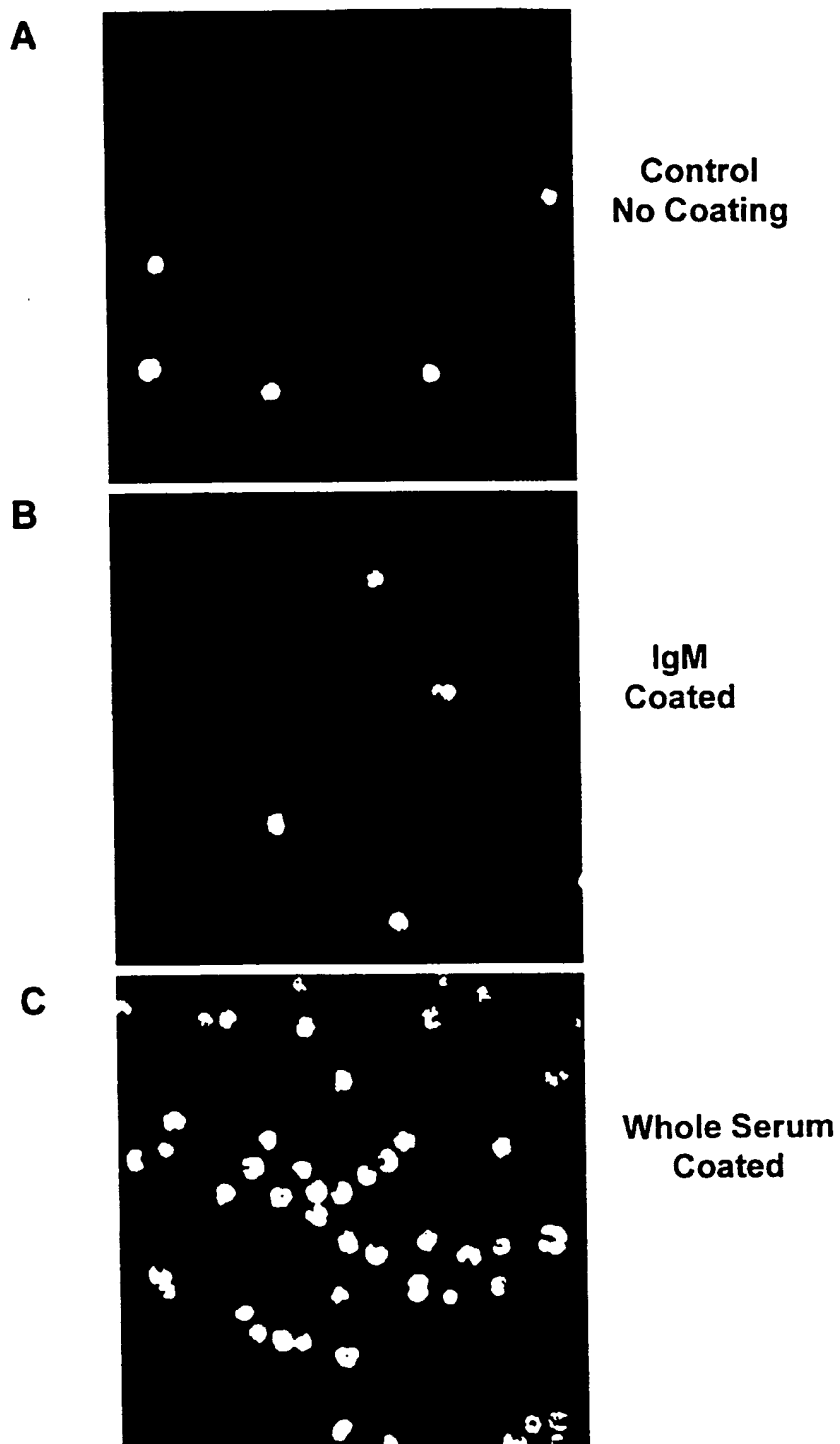 A
Control
No Coating
B
IgM
Coated
C
Whole Serum
Coated